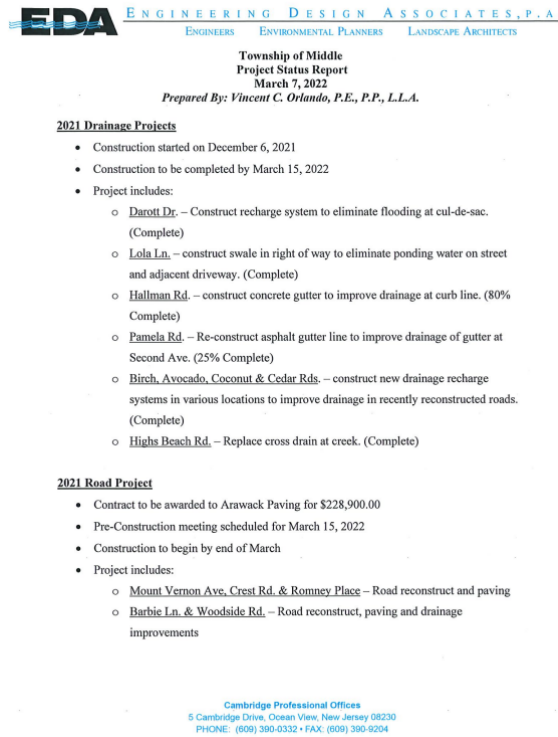 EDA ENGINEERING DESIGN ASSOCIATES, P.A
ENGINEERS ENVIRONMENTAL PLANNERS LANDSCAPE ARCHITECTS
Township of Middle
Project Status Report
March 7, 2022
Prepared By: Vincent C. Orlando, P.E., P.P., L.L.A.
2021 Drainage Projects
• Construction started on December 6, 2021
• Construction to be completed by March 15, 2022
• Project includes:
o Darott Dr. – Construct recharge system to eliminate flooding at cul-de-sac.
(Complete)
o Lola Ln. – construct swale in right of way to eliminate ponding water on street
and adjacent driveway. (Complete)
o Hallman Rd. – construct concrete gutter to improve drainage at curb line. (80%
Complete)
o Pamela Rd. – Re-construct asphalt gutter line to improve drainage of gutter at
Second Ave. (25% Complete)
o Birch, Avocado, Coconut & Cedar Rds. – construct new drainage recharge
systems in various locations to improve drainage in recently reconstructed roads.
(Complete)
o Highs Beach Rd. – Replace cross drain at creek. (Complete)
2021 Road Project
• Contract to be awarded to Arawack Paving for $228,900.00
• Pre-Construction meeting scheduled for March 15, 2022
• Construction to begin by end of March
• Project includes:
o Mount Vernon Ave, Crest Rd. & Romney Place – Road reconstruct and paving
o Barbie Ln. & Woodside Rd. – Road reconstruct, paving and drainage
improvements
Cambridge Professional Offices
5 Cambridge Drive, Ocean View, New Jersey 08230
PHONE: (609) 390-0332 • FAX: (609) 390-9204